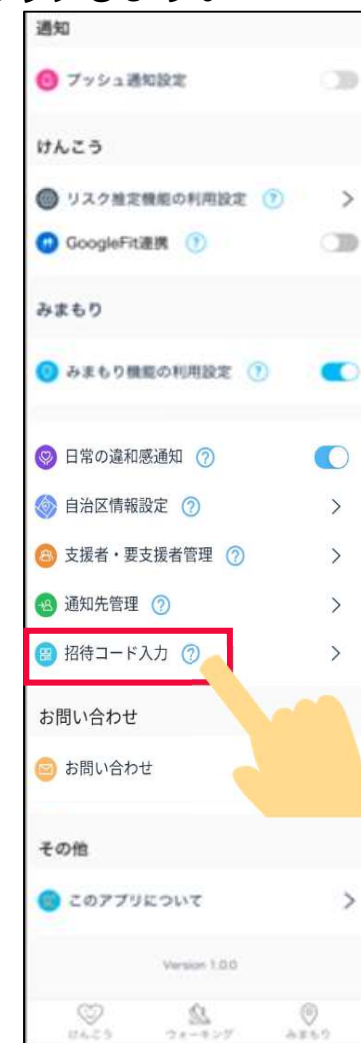 通知
プッシュ通知設定
けんこう
リスク推定機能の利用設定 ?
GoogleFit連携 ?
みまもり
みまもり機能の利用設定 ?
日常の違和感通知 ?
自治区情報設定 ?
支援者・要支援者管理 ?
通知先管理 ?
招待コード入力 ?
お問い合わせ
お問い合わせ
その他
このアプリについて
Version 1.0.0
けんこう ウォーキング みまもり